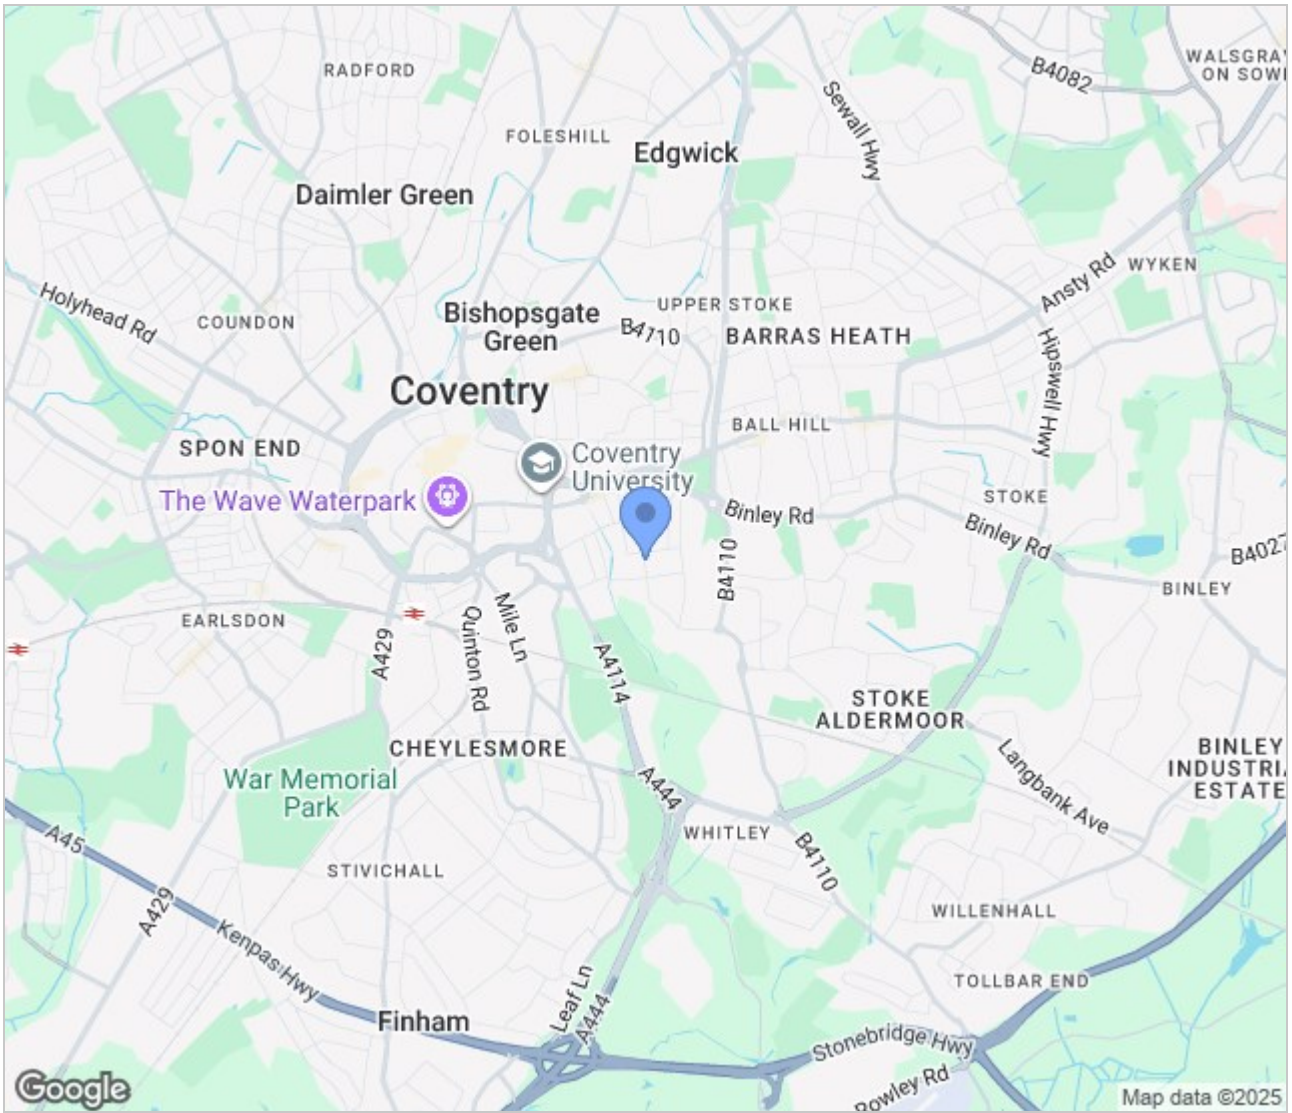 RADFORD
B4082
WALSGRA
ON SOW
Sewall Hwy
FOLESHILL
Edgwick
Daimler Green
Ansty Rd
WYKEN
Holyhead Rd
COUNDON
Bishopsgate
Green
UPPER STOKE
B4110
BARRAS HEATH
Hipswell Hwy
Coventry
BALL HILL
SPON END
Coventry
University
The Wave Waterpark
Binley Rd
STOKE
Binley Rd
B4027
B4110
BINLEY
EARLSDON
A429
Quinton Rd
Mile Ln
A4114
STOKE
ALDERMOOR
CHEYLESMORE
Langbank Ave
BINLEY
INDUSTRI
ESTATE
War Memorial
Park
A444
WHITLEY
A45
B4110
STIVICHALL
A429
WILLENHALL
Kenpas Hwy
TOLLBAR END
Leaf Ln
A444
Finham
Stonebridge Hwy
Rowley Rd
Google
Map data ©2025